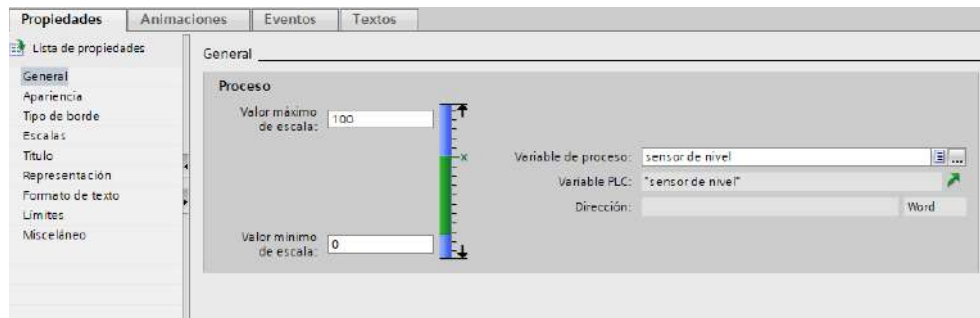 Propiedades Animaciones Eventos Textos
Lista de propiedades
General
Apariencia
Tipo de borde
Escalas
Título
Representación
Formato de texto
Límites
Misceláneo
General
Proceso
Valor máximo
de escala: 100
Valor mínimo
de escala: 0
x
Variable de proceso: sensor de nivel
Variable PLC: "sensor de nivel"
Dirección: Word